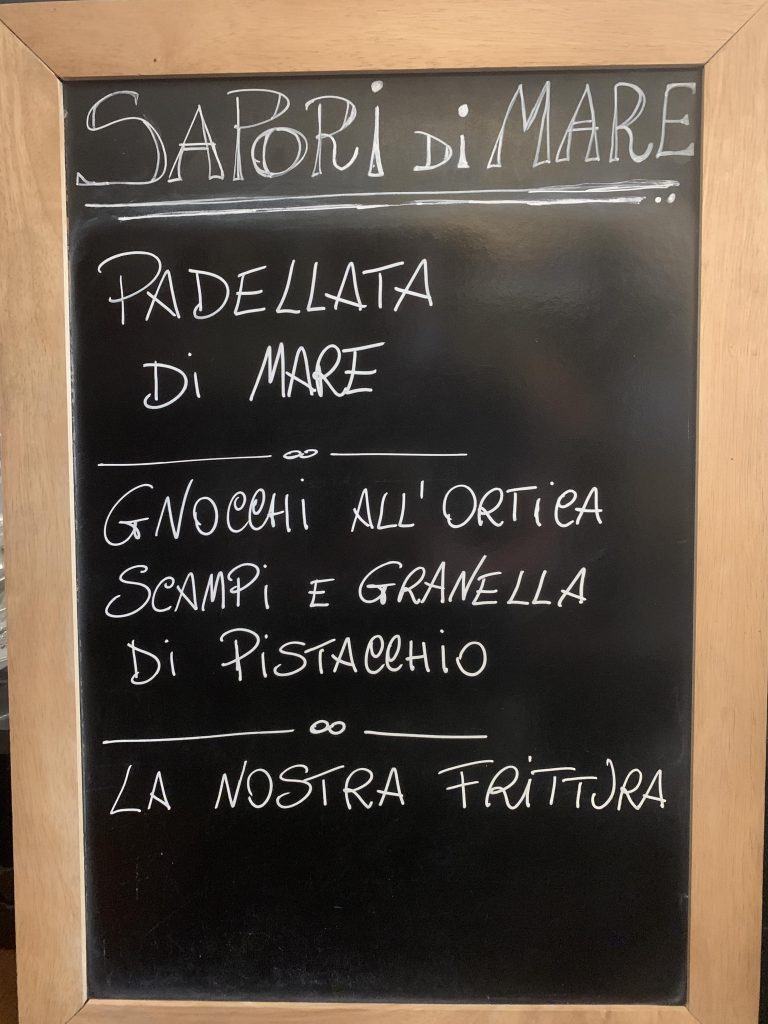 SAPORi Di MARE
PADELLATA
Di MARE
GNOCCHi ALL'ORTiCA
SCAMPi E GRANELLA
Di PiSTACCHiO
LA NOSTRA FRiTTURA